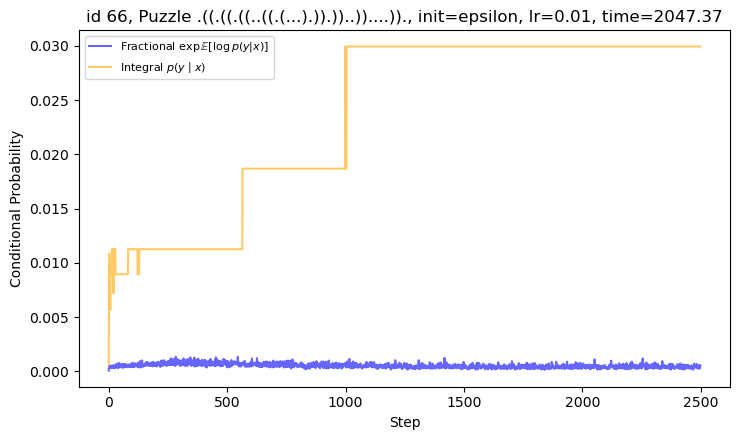 id 66, Puzzle .((.((.((..((.(...).)).))..))....))., init=epsilon, lr=0.01, time=2047.37
Fractional exp𝔼[log p(y|x)]
Integral p(y | x)
Conditional Probability
0.030
0.025
0.020
0.015
0.010
0.005
0.000
0
500
1000
1500
2000
2500
Step